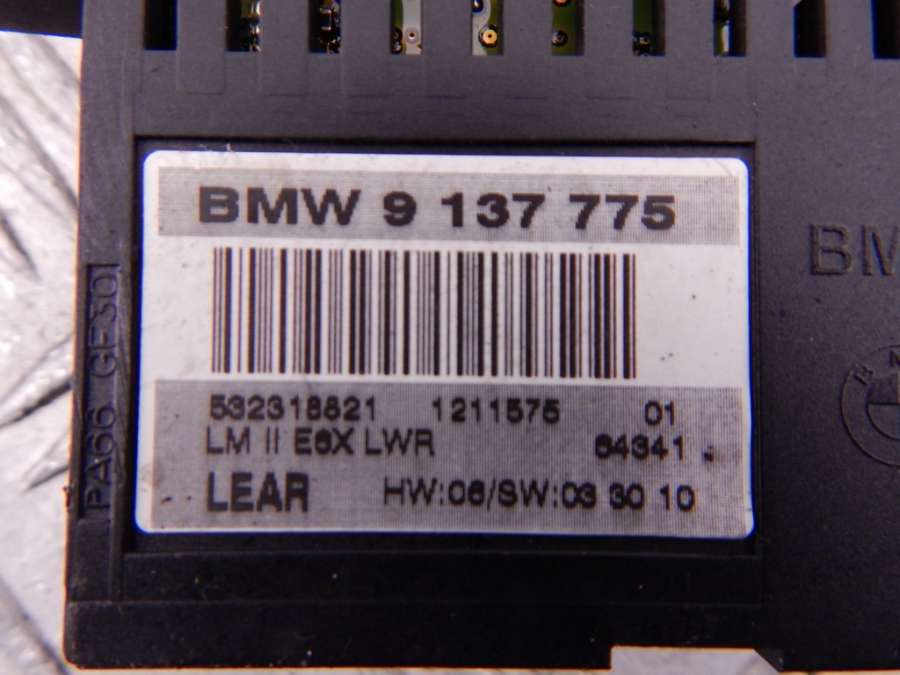 BMW 9 137 775
532318821 1211575 01
LM II E6X LWR 64341
LEAR HW:06/SW:03 30 10
PA66 GF30
BM